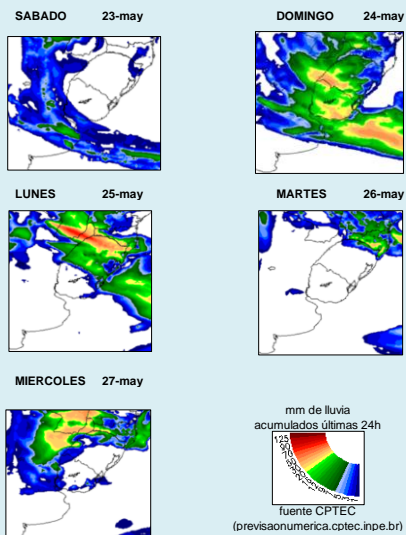 SABADO 23-may
DOMINGO 24-may
LUNES 25-may
MARTES 26-may
MIERCOLES 27-may
mm de lluvia
acumulados últimas 24h
fuente CPTEC
(previsaonumerica.cptec.inpe.br)